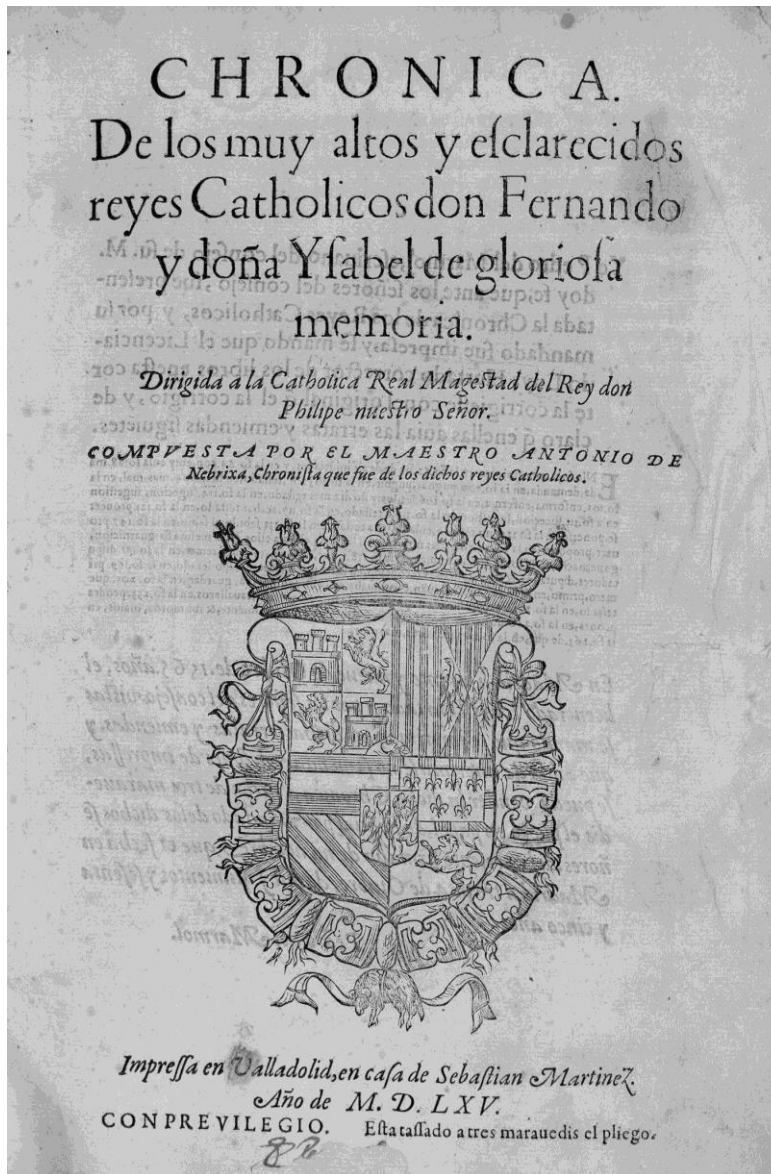 CHRONICA.
De los muy altos y eſclarecidos
reyes Catholicos don Fernando
y doña Yſabel de glorioſa
memoria.
Dirigida a la Catholica Real Mageſtad del Rey don
Philipe nueſtro Señor.
COMPVESTA POR EL MAESTRO ANTONIO DE
Nebrixa, Chroniſta que fue de los dichos reyes Catholicos.
Impreſſa en Valladolid, en caſa de Sebaſtian Martinez.
Año de M. D. LXV.
CON PREVILEGIO. Eſta taſſado a tres marauedis el pliego.